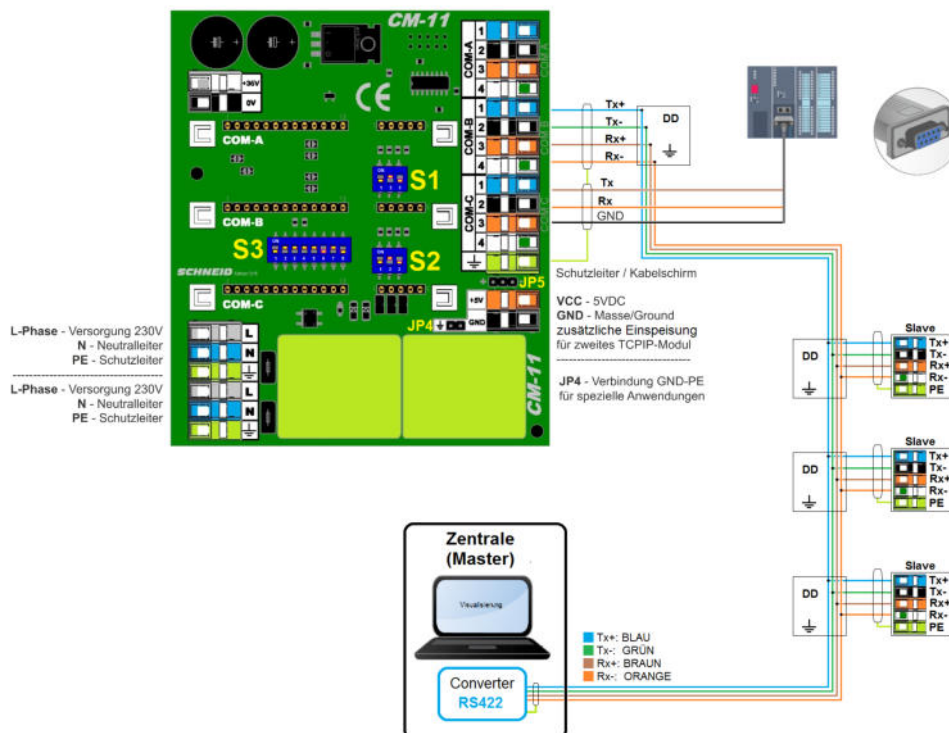 CM-11
+36V
0V
COM-A
COM-B
COM-C
S1
S2
S3
SCHNEID
COM-A
1
2
3
4
COM-B
1
2
3
4
COM-C
1
2
3
4
JP5
+5V
GND
JP4
CM-11
L
N
L
N
L-Phase - Versorgung 230V
N - Neutralleiter
PE - Schutzleiter
L-Phase - Versorgung 230V
N - Neutralleiter
PE - Schutzleiter
Tx+
Tx-
Rx+
Rx-
DD
Tx
Rx
GND
Schutzleiter / Kabelschirm
VCC - 5VDC
GND - Masse/Ground
zusätzliche Einspeisung
für zweites TCPIP-Modul
JP4 - Verbindung GND-PE
für spezielle Anwendungen
Slave
DD
Tx+
Tx-
Rx+
Rx-
PE
Slave
DD
Tx+
Tx-
Rx+
Rx-
PE
Slave
DD
Tx+
Tx-
Rx+
Rx-
PE
Zentrale
(Master)
Visualisierung
Converter
RS422
Tx+: BLAU
Tx-: GRÜN
Rx+: BRAUN
Rx-: ORANGE